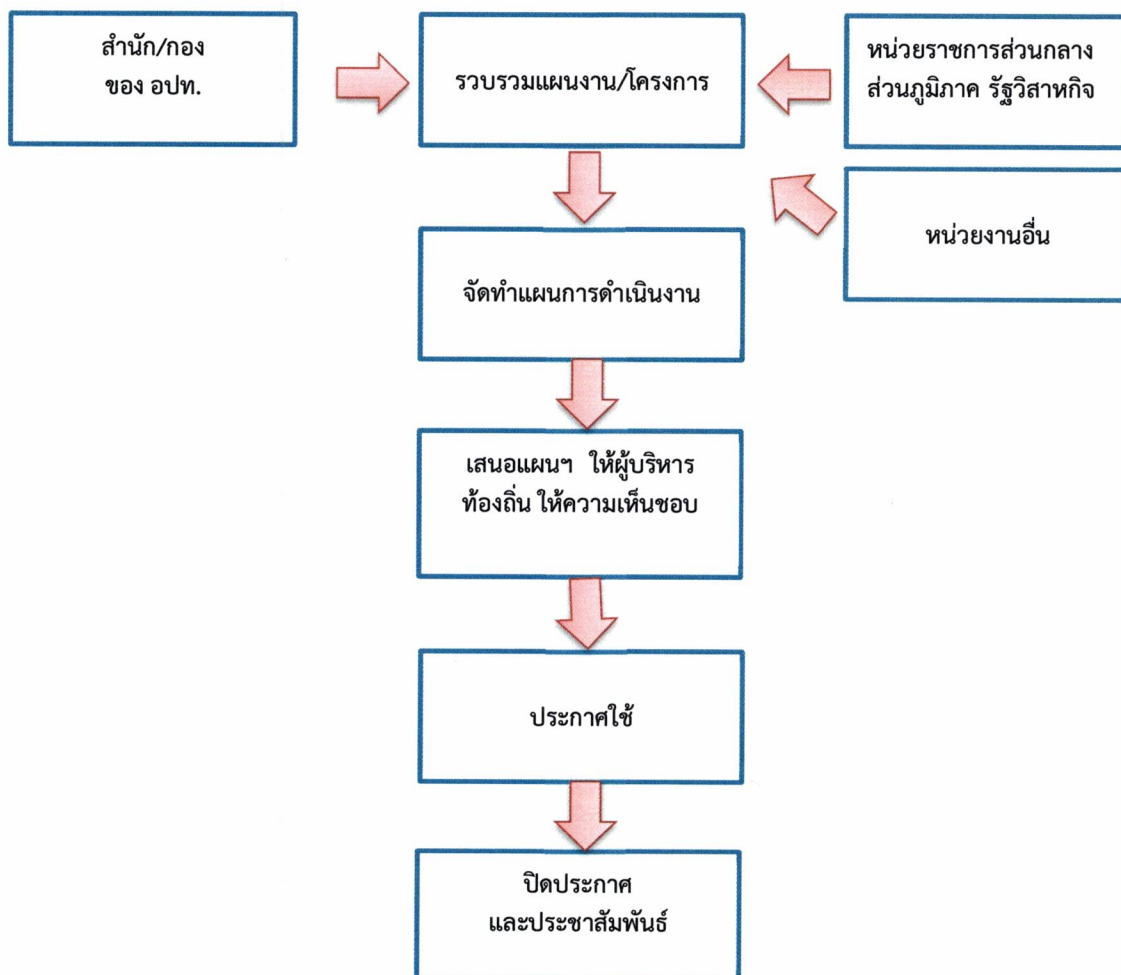 สำนัก/กอง
ของ อปท.
รวบรวมแผนงาน/โครงการ
หน่วยราชการส่วนกลาง
ส่วนภูมิภาค รัฐวิสาหกิจ
หน่วยงานอื่น
จัดทำแผนการดำเนินงาน
เสนอแผนฯ ให้ผู้บริหาร
ท้องถิ่น ให้ความเห็นชอบ
ประกาศใช้
ปิดประกาศ
และประชาสัมพันธ์